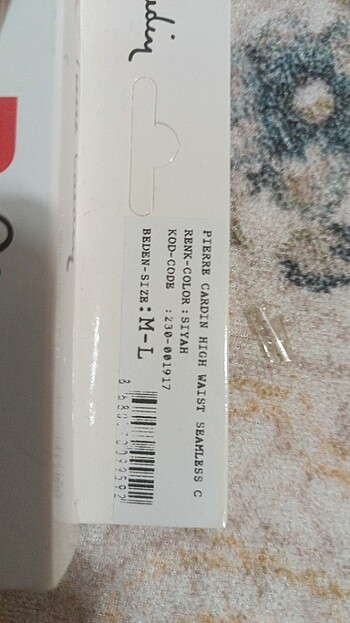 PIERRE CARDIN HIGH WAIST SEAMLESS C
RENK-COLOR : SIYAH
KOD-CODE : 230-001917
BEDEN-SIZE : M-L